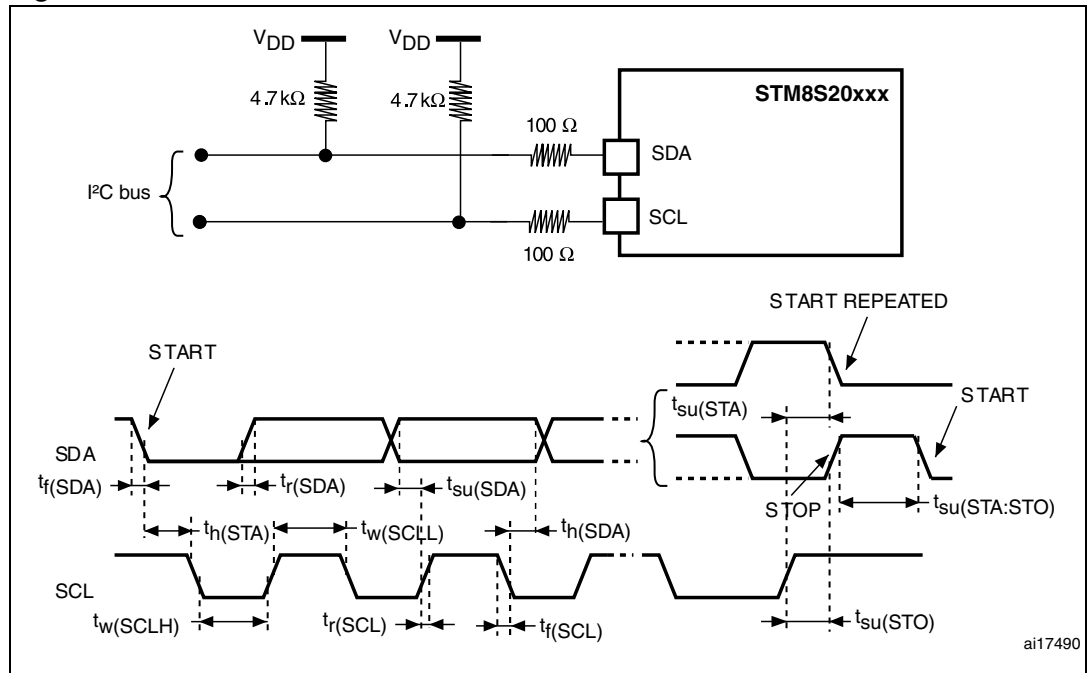 VDD
VDD
4.7kΩ
4.7kΩ
STM8S20xxx
100 Ω
SDA
I²C bus
SCL
100 Ω
START REPEATED
START
tsu(STA)
START
SDA
tf(SDA)
tr(SDA)
tsu(SDA)
STOP
tsu(STA:STO)
th(STA)
tw(SCLL)
th(SDA)
SCL
tw(SCLH)
tr(SCL)
tf(SCL)
tsu(STO)
ai17490